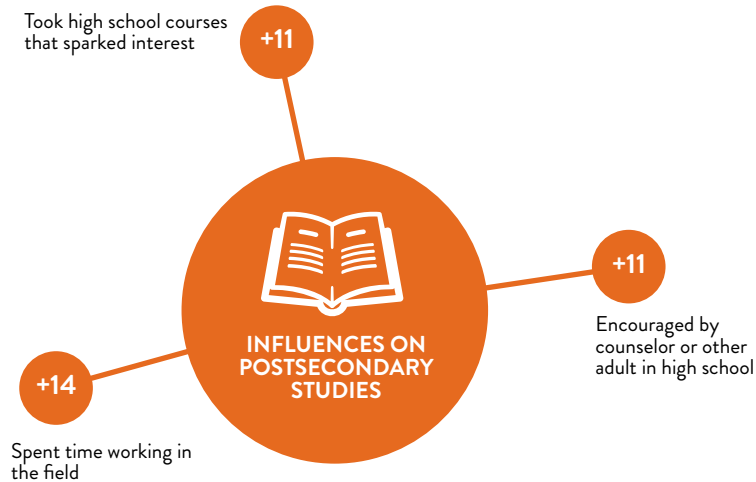 Took high school courses
that sparked interest
+11
+11
Encouraged by
counselor or other
adult in high school
INFLUENCES ON
POSTSECONDARY
STUDIES
+14
Spent time working in
the field